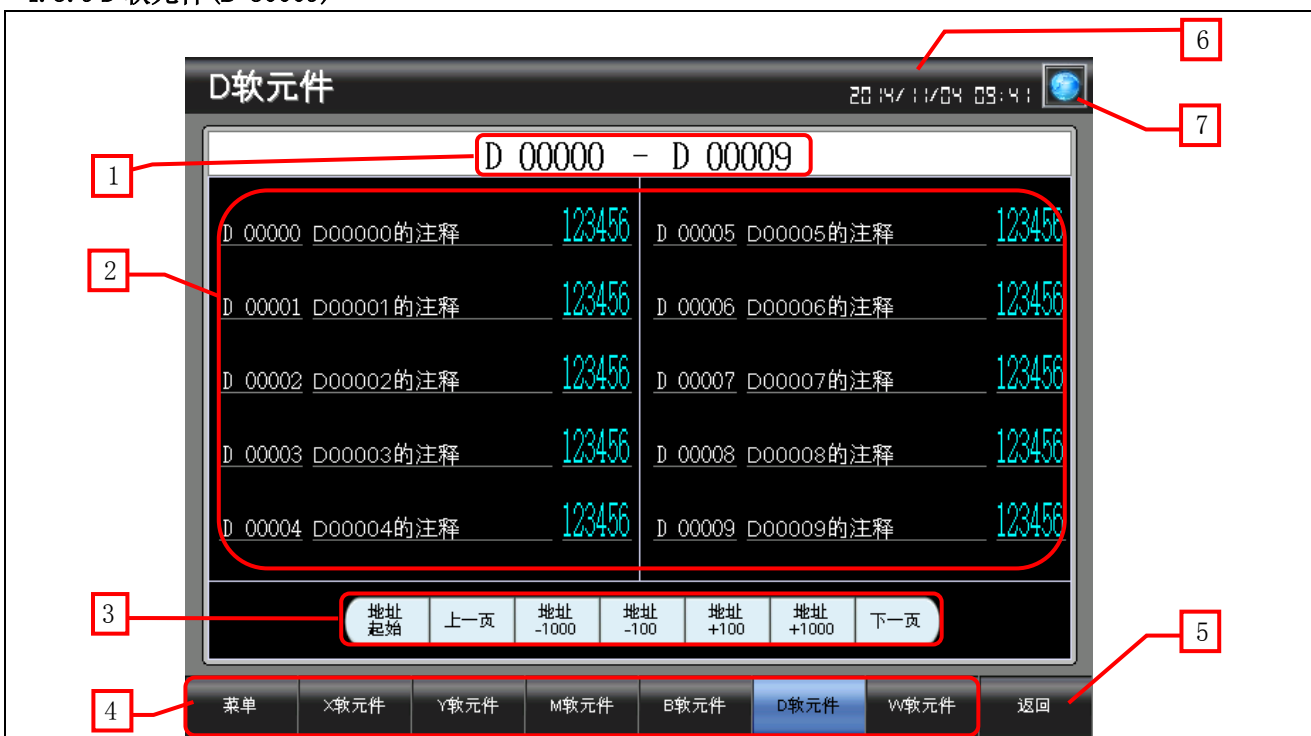 6
D软元件
2014/11/04 09:41
7
D 00000 - D 00009
1
D 00000 D00000的注释 123456 D 00005 D00005的注释 123456
2
D 00001 D00001的注释 123456 D 00006 D00006的注释 123456
D 00002 D00002的注释 123456 D 00007 D00007的注释 123456
D 00003 D00003的注释 123456 D 00008 D00008的注释 123456
D 00004 D00004的注释 123456 D 00009 D00009的注释 123456
3
地址起始 上一页 地址-1000 地址-100 地址+100 地址+1000 下一页
5
4
菜单 X软元件 Y软元件 M软元件 B软元件 D软元件 W软元件 返回